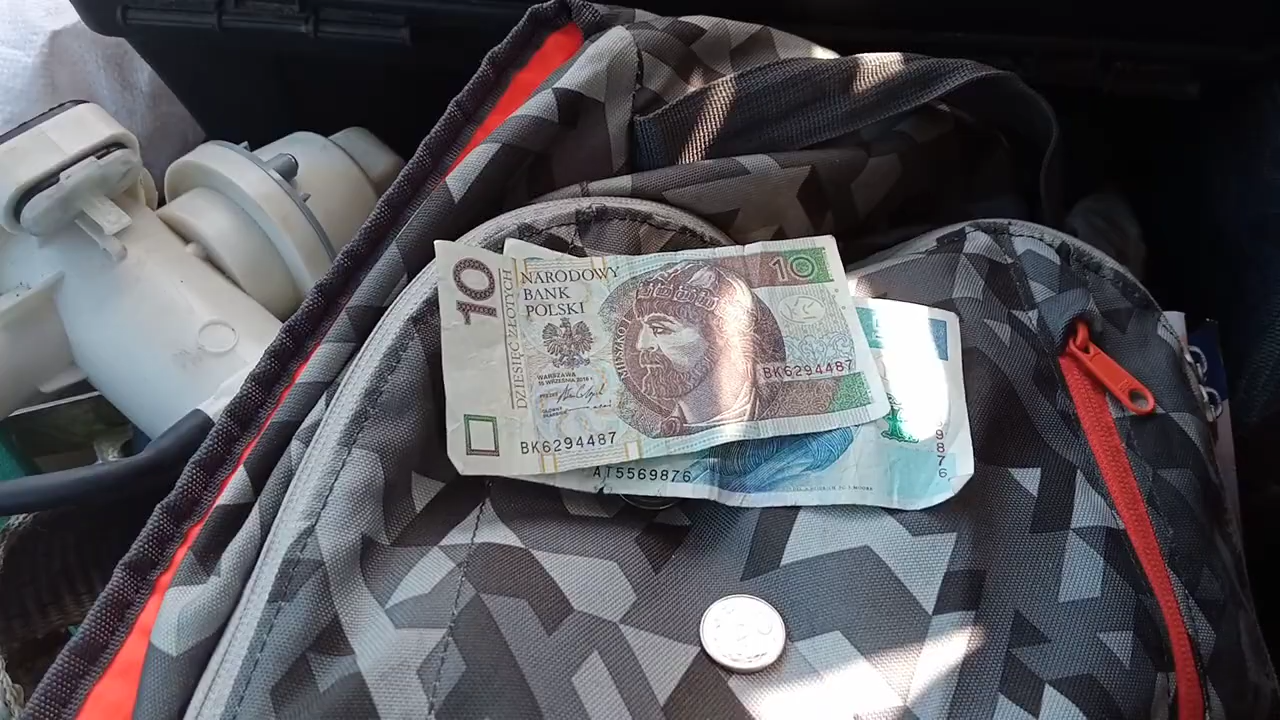 10
DZIESIĘĆ ZŁOTYCH
NARODOWY
BANK
POLSKI
WARSZAWA
MIESZKO I
10
BK6294487
BK6294487
AT5569876
9876